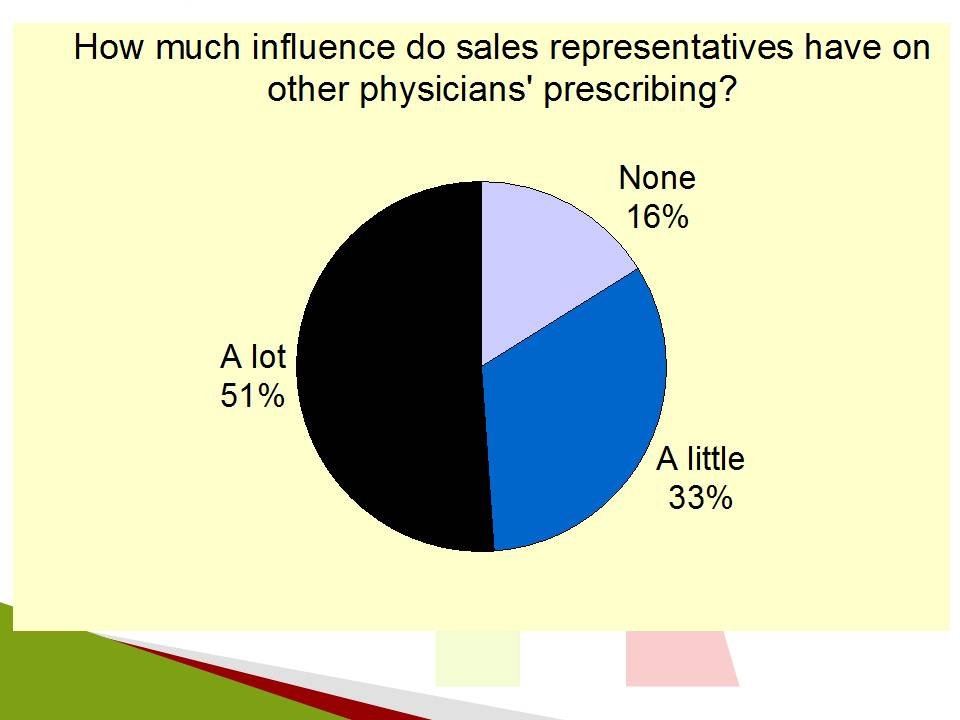 How much influence do sales representatives have on
other physicians' prescribing?
None
16%
A lot
51%
A little
33%